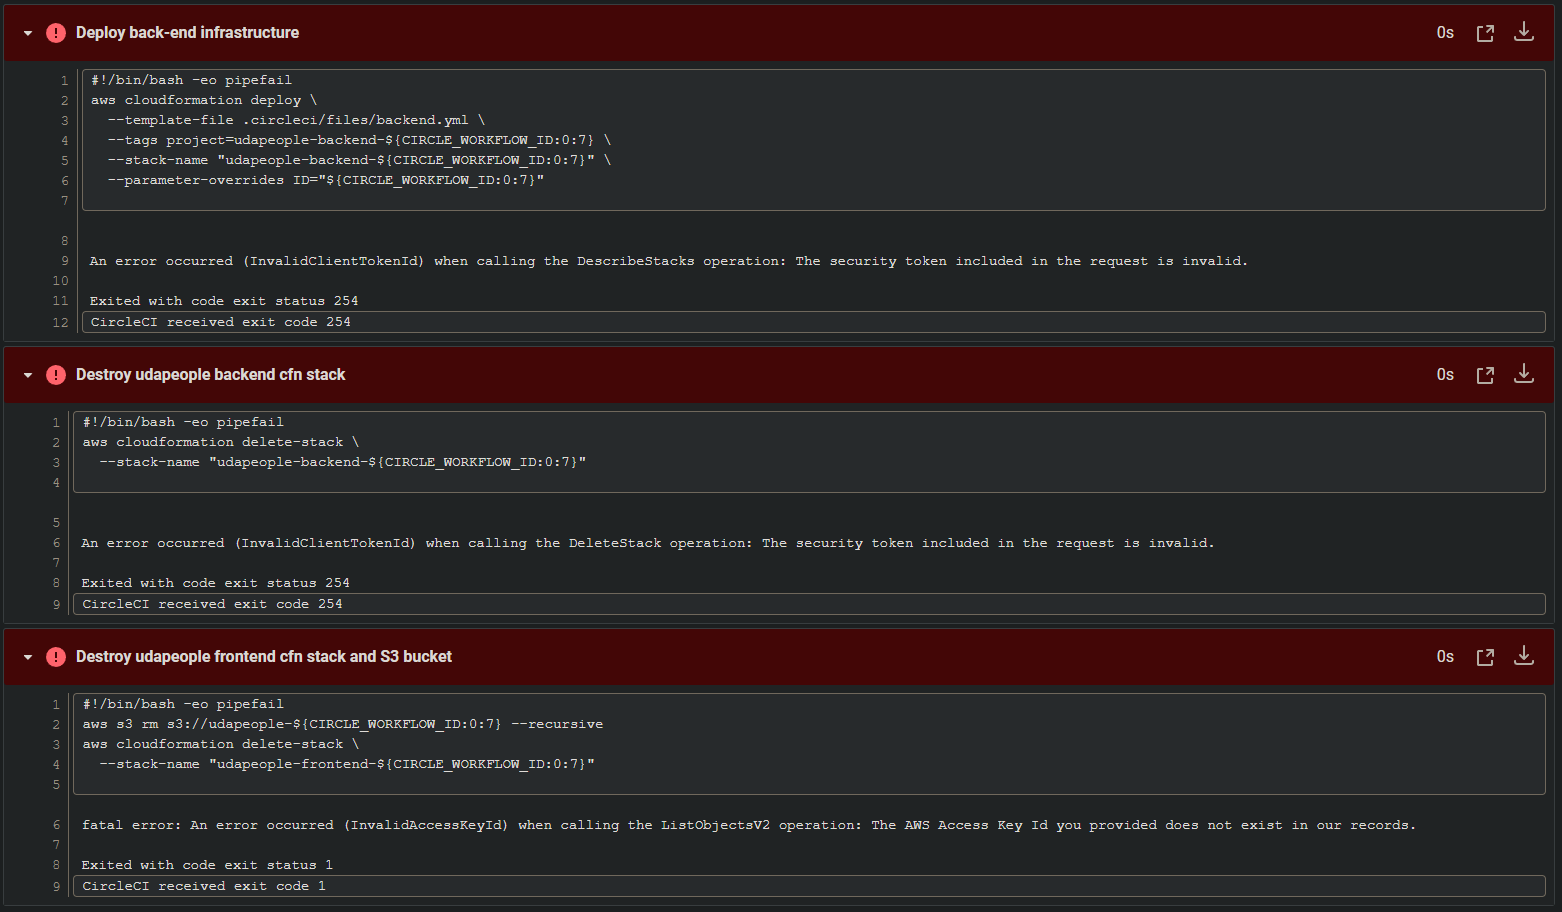 Deploy back-end infrastructure 0s
1 #!/bin/bash -eo pipefail
2 aws cloudformation deploy \
3 --template-file .circleci/files/backend.yml \
4 --tags project=udapeople-backend-${CIRCLE_WORKFLOW_ID:0:7} \
5 --stack-name "udapeople-backend-${CIRCLE_WORKFLOW_ID:0:7}" \
6 --parameter-overrides ID="${CIRCLE_WORKFLOW_ID:0:7}"
7
8
9 An error occurred (InvalidClientTokenId) when calling the DescribeStacks operation: The security token included in the request is invalid.
10
11 Exited with code exit status 254
12 CircleCI received exit code 254
Destroy udapeople backend cfn stack 0s
1 #!/bin/bash -eo pipefail
2 aws cloudformation delete-stack \
3 --stack-name "udapeople-backend-${CIRCLE_WORKFLOW_ID:0:7}"
4
5
6 An error occurred (InvalidClientTokenId) when calling the DeleteStack operation: The security token included in the request is invalid.
7
8 Exited with code exit status 254
9 CircleCI received exit code 254
Destroy udapeople frontend cfn stack and S3 bucket 0s
1 #!/bin/bash -eo pipefail
2 aws s3 rm s3://udapeople-${CIRCLE_WORKFLOW_ID:0:7} --recursive
3 aws cloudformation delete-stack \
4 --stack-name "udapeople-frontend-${CIRCLE_WORKFLOW_ID:0:7}"
5
6 fatal error: An error occurred (InvalidAccessKeyId) when calling the ListObjectsV2 operation: The AWS Access Key Id you provided does not exist in our records.
7
8 Exited with code exit status 1
9 CircleCI received exit code 1